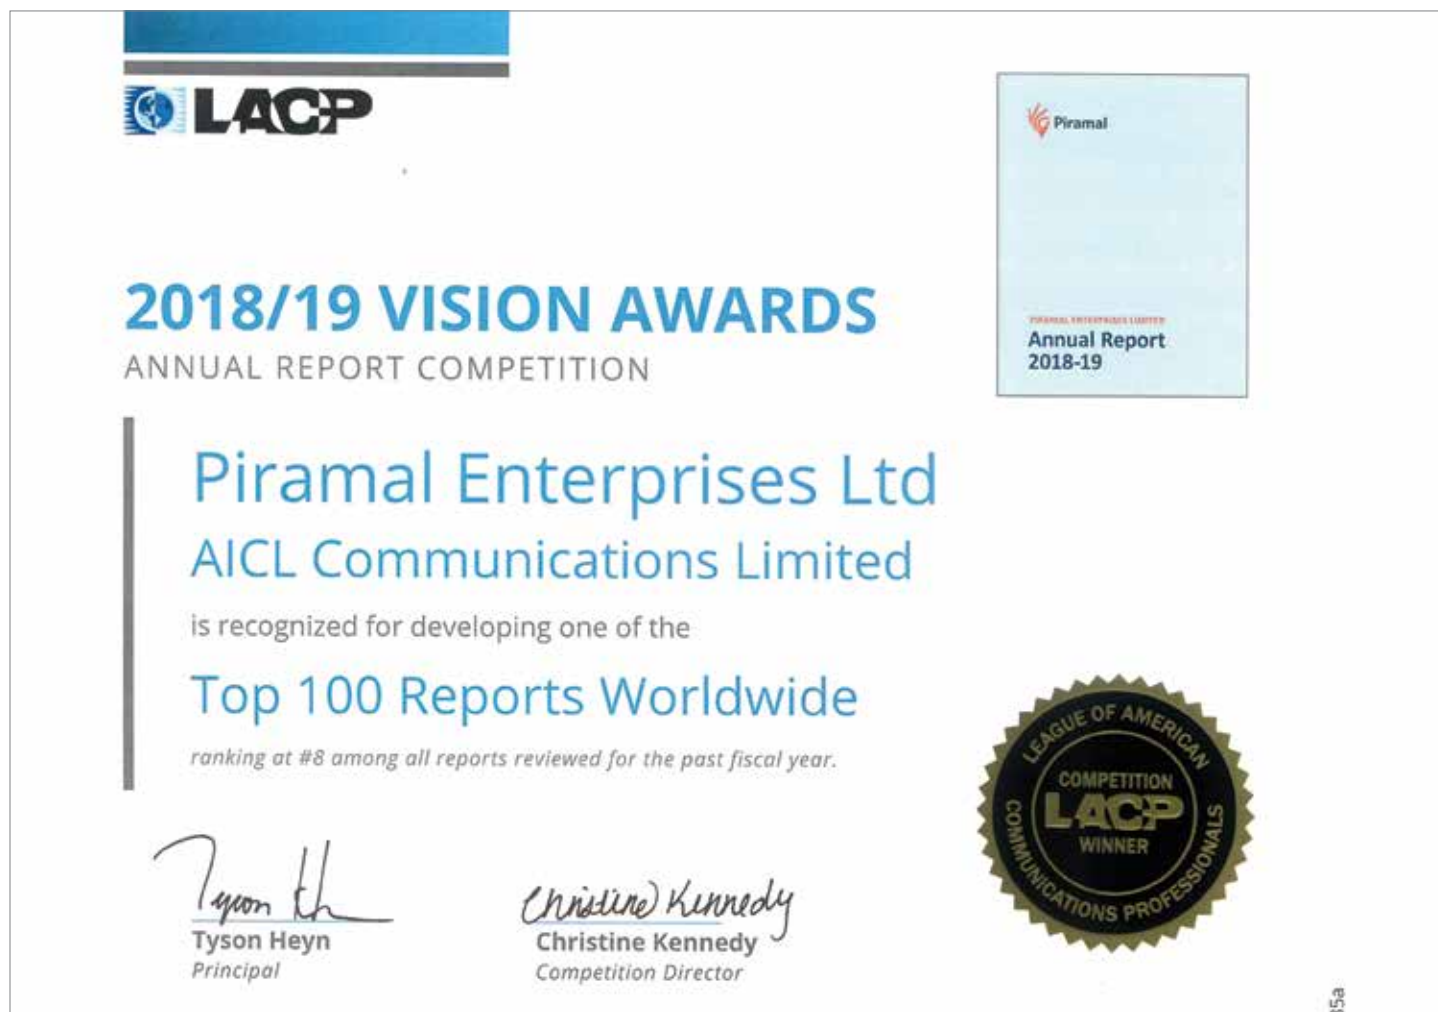 LACP
Piramal
PIRAMAL ENTERPRISES LIMITED
Annual Report
2018-19
2018/19 VISION AWARDS
ANNUAL REPORT COMPETITION
Piramal Enterprises Ltd
AICL Communications Limited
is recognized for developing one of the
Top 100 Reports Worldwide
ranking at #8 among all reports reviewed for the past fiscal year.
LEAGUE OF AMERICAN
COMMUNICATIONS PROFESSIONALS
COMPETITION
LACP
WINNER
Christine Kennedy
Tyson Heyn
Principal
Christine Kennedy
Competition Director